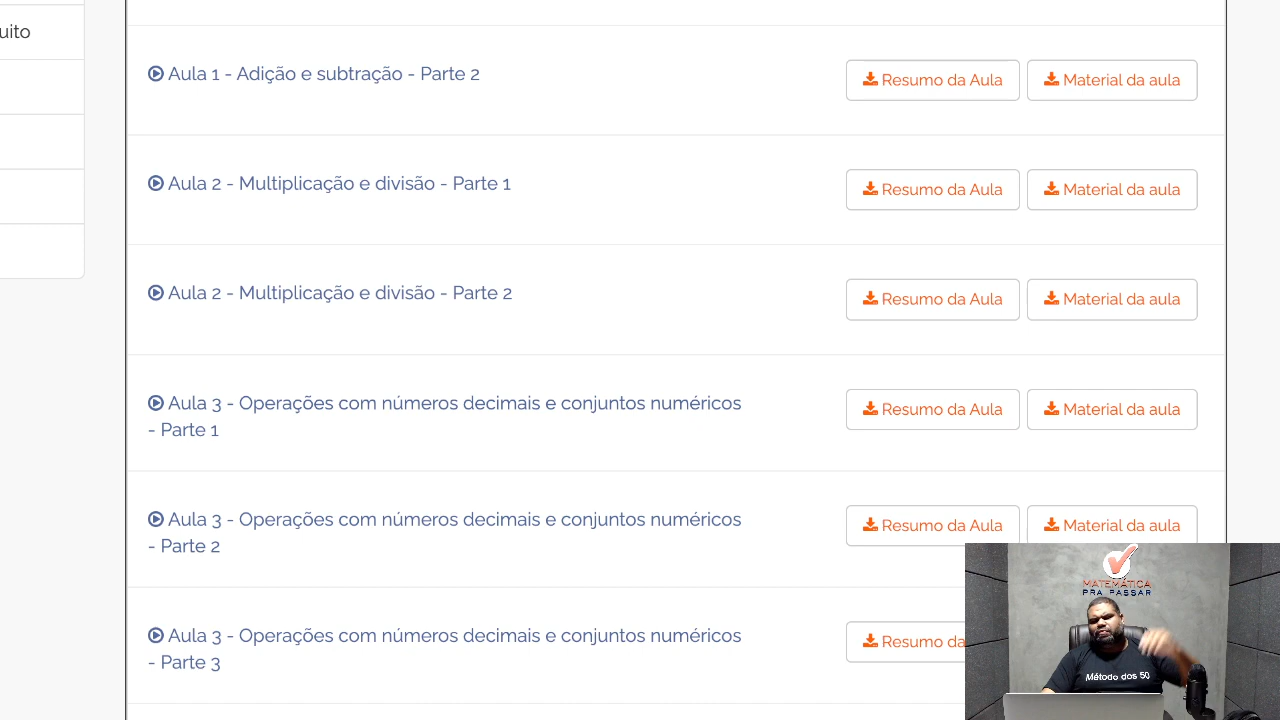 uito
Aula 1 - Adição e subtração - Parte 2
Resumo da Aula
Material da aula
Aula 2 - Multiplicação e divisão - Parte 1
Resumo da Aula
Material da aula
Aula 2 - Multiplicação e divisão - Parte 2
Resumo da Aula
Material da aula
Aula 3 - Operações com números decimais e conjuntos numéricos
- Parte 1
Resumo da Aula
Material da aula
Aula 3 - Operações com números decimais e conjuntos numéricos
- Parte 2
Resumo da Aula
Material da aula
Aula 3 - Operações com números decimais e conjuntos numéricos
- Parte 3
Resumo da
MATEMÁTICA
PRA PASSAR
Método dos 50